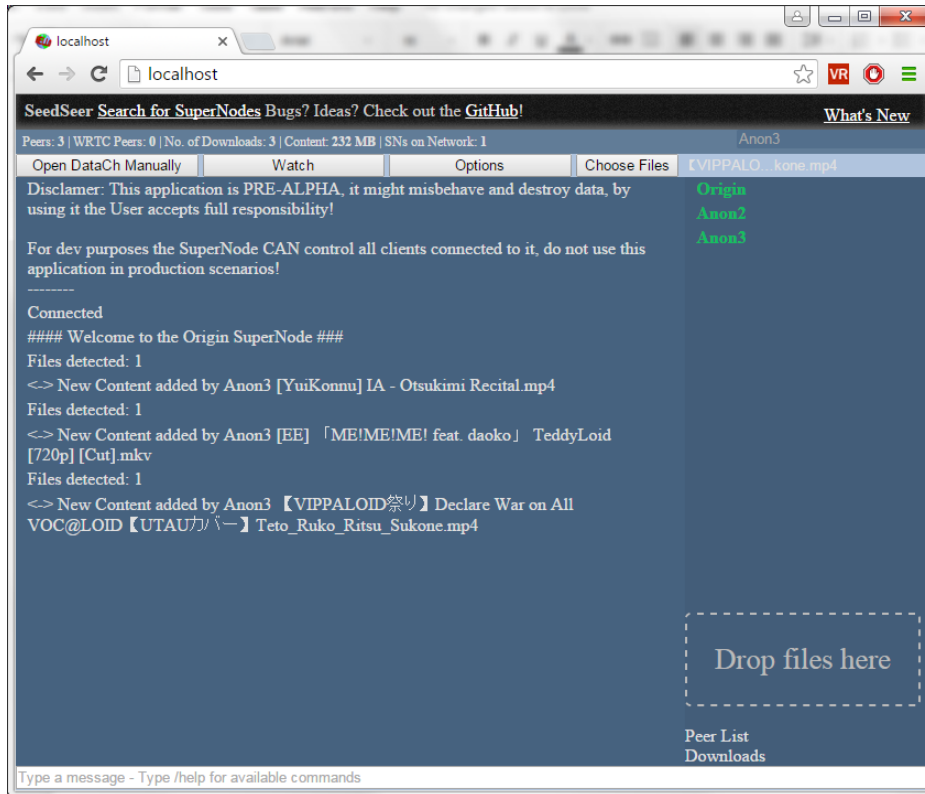 localhost
localhost
VR
SeedSeer Search for SuperNodes Bugs? Ideas? Check out the GitHub!
What's New
Peers: 3 | WRTC Peers: 0 | No. of Downloads: 3 | Content: 232 MB | SNs on Network: 1
Anon3
Open DataCh Manually
Watch
Options
Choose Files
【VIPPALO...kone.mp4
Disclamer: This application is PRE-ALPHA, it might misbehave and destroy data, by
using it the User accepts full responsibility!
For dev purposes the SuperNode CAN control all clients connected to it, do not use this
application in production scenarios!
--------
Connected
#### Welcome to the Origin SuperNode ###
Files detected: 1
<-> New Content added by Anon3 [YuiKonnu] IA - Otsukimi Recital.mp4
Files detected: 1
<-> New Content added by Anon3 [EE] 「ME!ME!ME! feat. daoko」 TeddyLoid
[720p] [Cut].mkv
Files detected: 1
<-> New Content added by Anon3 【VIPPALOID祭り】Declare War on All
VOC@LOID【UTAUカバー】Teto_Ruko_Ritsu_Sukone.mp4
Origin
Anon2
Anon3
Drop files here
Peer List
Downloads
Type a message - Type /help for available commands